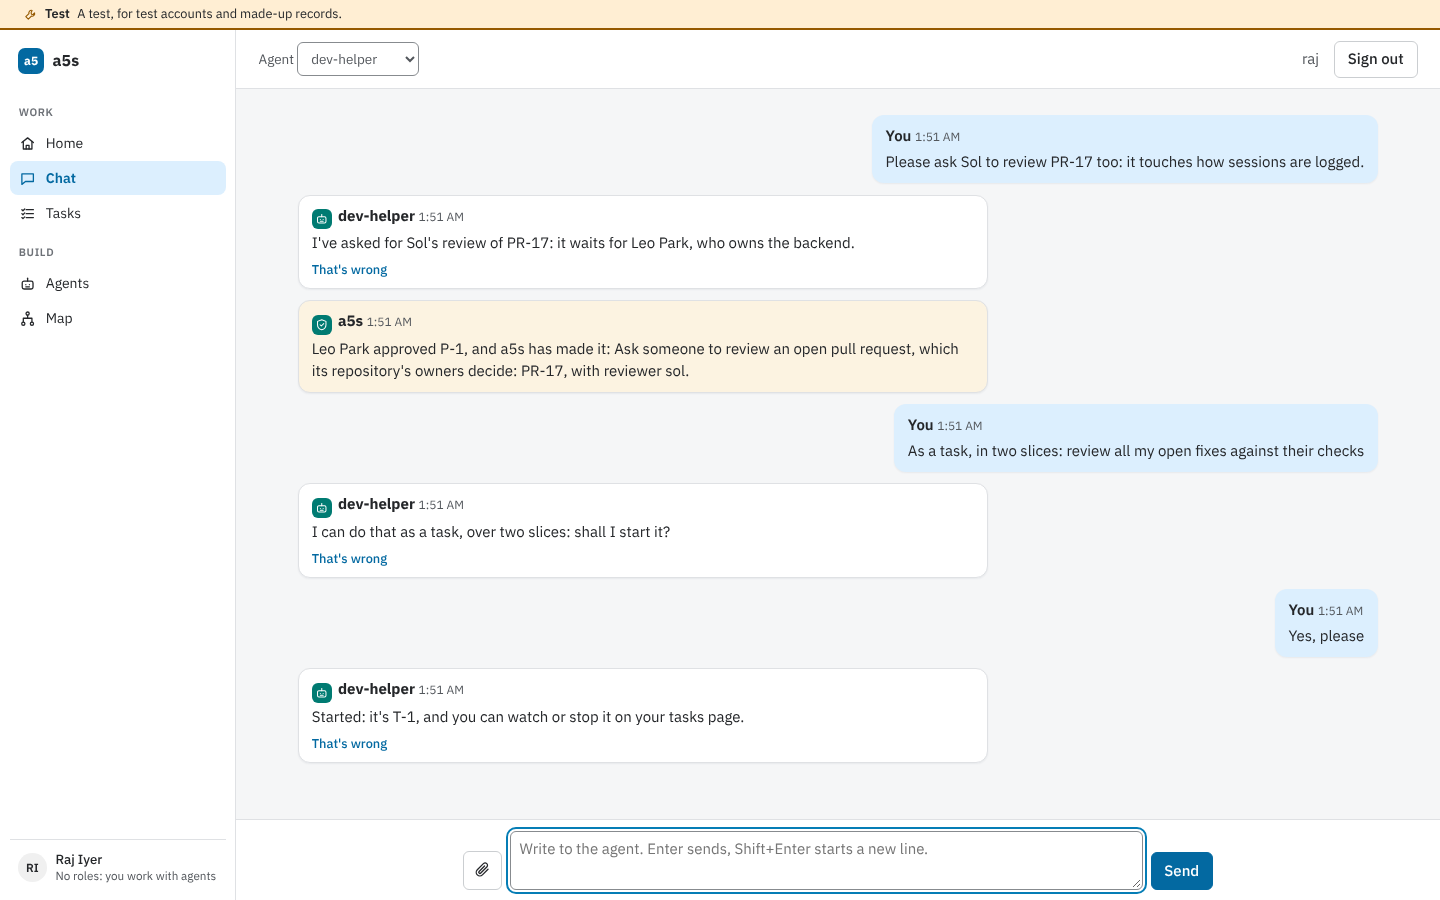 Test A test, for test accounts and made-up records.
a5 a5s
WORK
Home
Chat
Tasks
BUILD
Agents
Map
RI Raj Iyer
No roles: you work with agents
Agent dev-helper
raj Sign out
You 1:51 AM
Please ask Sol to review PR-17 too: it touches how sessions are logged.
dev-helper 1:51 AM
I've asked for Sol's review of PR-17: it waits for Leo Park, who owns the backend.
That's wrong
a5s 1:51 AM
Leo Park approved P-1, and a5s has made it: Ask someone to review an open pull request, which
its repository's owners decide: PR-17, with reviewer sol.
You 1:51 AM
As a task, in two slices: review all my open fixes against their checks
dev-helper 1:51 AM
I can do that as a task, over two slices: shall I start it?
That's wrong
You 1:51 AM
Yes, please
dev-helper 1:51 AM
Started: it's T-1, and you can watch or stop it on your tasks page.
That's wrong
Write to the agent. Enter sends, Shift+Enter starts a new line.
Send